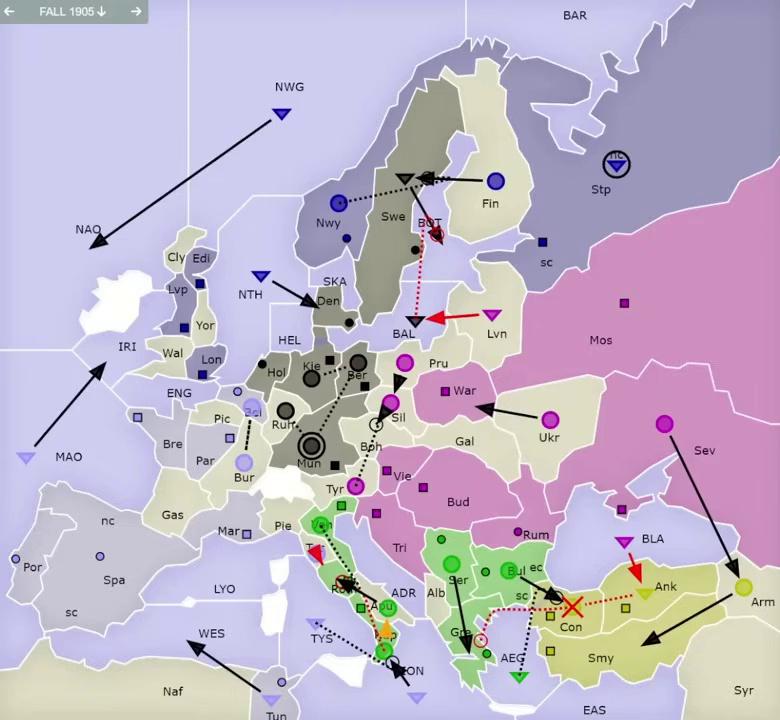 ← FALL 1905↓ →
BAR
NWG
nc
Stp
NAO
Nwy
Swe
BOT
Fin
Cly
Edi
sc
NTH
SKA
Den
Lvp
Yor
BAL
Lvn
Mos
IRI
HEL
Wal
Lon
Hol
Kie
Ber
Pru
War
ENG
Bel
Pic
Ruh
Sil
Ukr
MAO
Bre
Par
Bur
Mun
Boh
Gal
Sev
Tyr
Vie
Bud
nc
Gas
Mar
Pie
Ven
Tri
Rum
BLA
Por
Spa
Ser
Bul
ec
sc
Arm
LYO
Rom
Apu
ADR
Alb
Ank
sc
Con
TYS
Gre
WES
ION
AEG
Smy
Naf
Tun
EAS
Syr